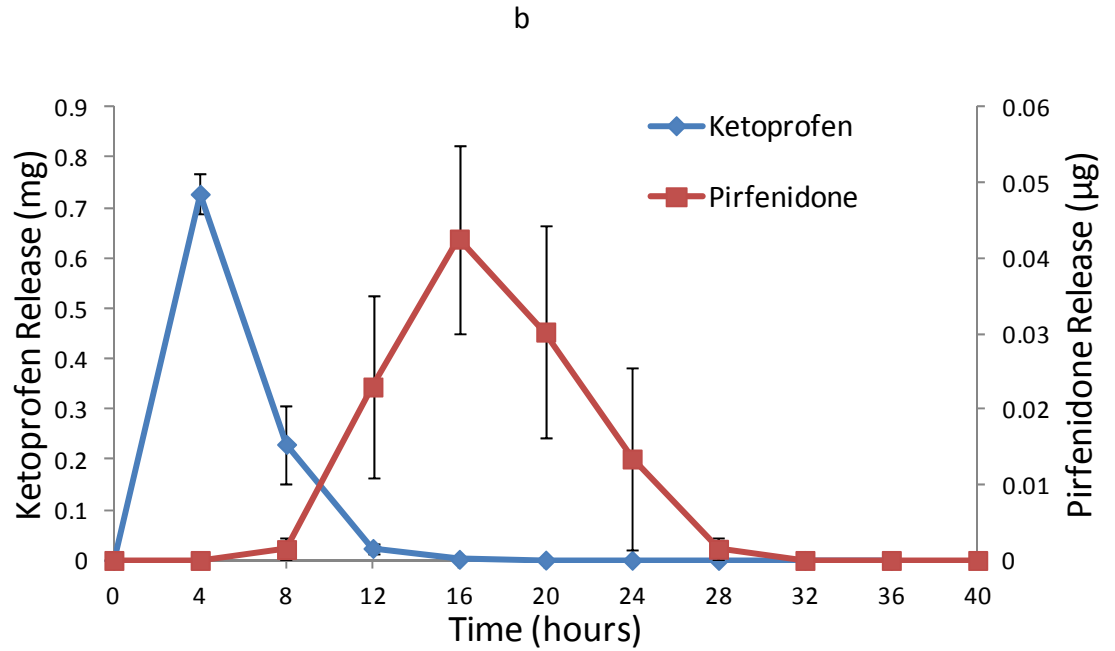 b
Ketoprofen Release (mg)
0.9
0.8
0.7
0.6
0.5
0.4
0.3
0.2
0.1
0
Ketoprofen
Pirfenidone
0.06
0.05
0.04
0.03
0.02
0.01
0
Pirfenidone Release (µg)
0 4 8 12 16 20 24 28 32 36 40
Time (hours)